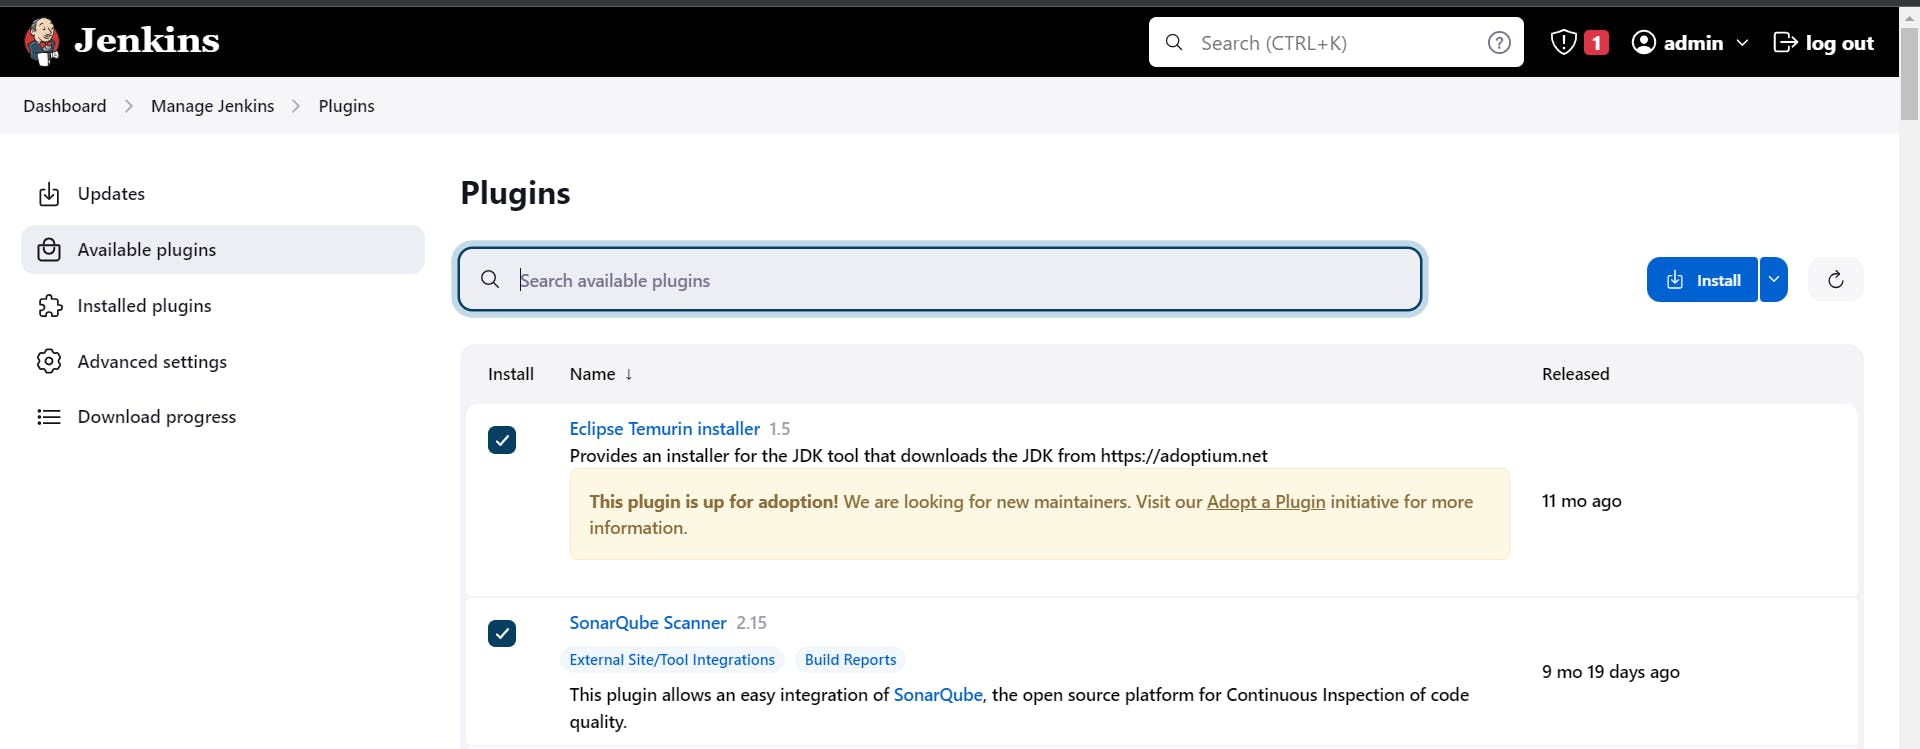 Jenkins
Search (CTRL+K)
1
admin
log out
Dashboard
Manage Jenkins
Plugins
Updates
Available plugins
Installed plugins
Advanced settings
Download progress
Plugins
Search available plugins
Install
Install Name ↓ Released
Eclipse Temurin installer 1.5
Provides an installer for the JDK tool that downloads the JDK from https://adoptium.net
This plugin is up for adoption! We are looking for new maintainers. Visit our Adopt a Plugin initiative for more
information.
11 mo ago
SonarQube Scanner 2.15
External Site/Tool Integrations Build Reports
This plugin allows an easy integration of SonarQube, the open source platform for Continuous Inspection of code
quality.
9 mo 19 days ago